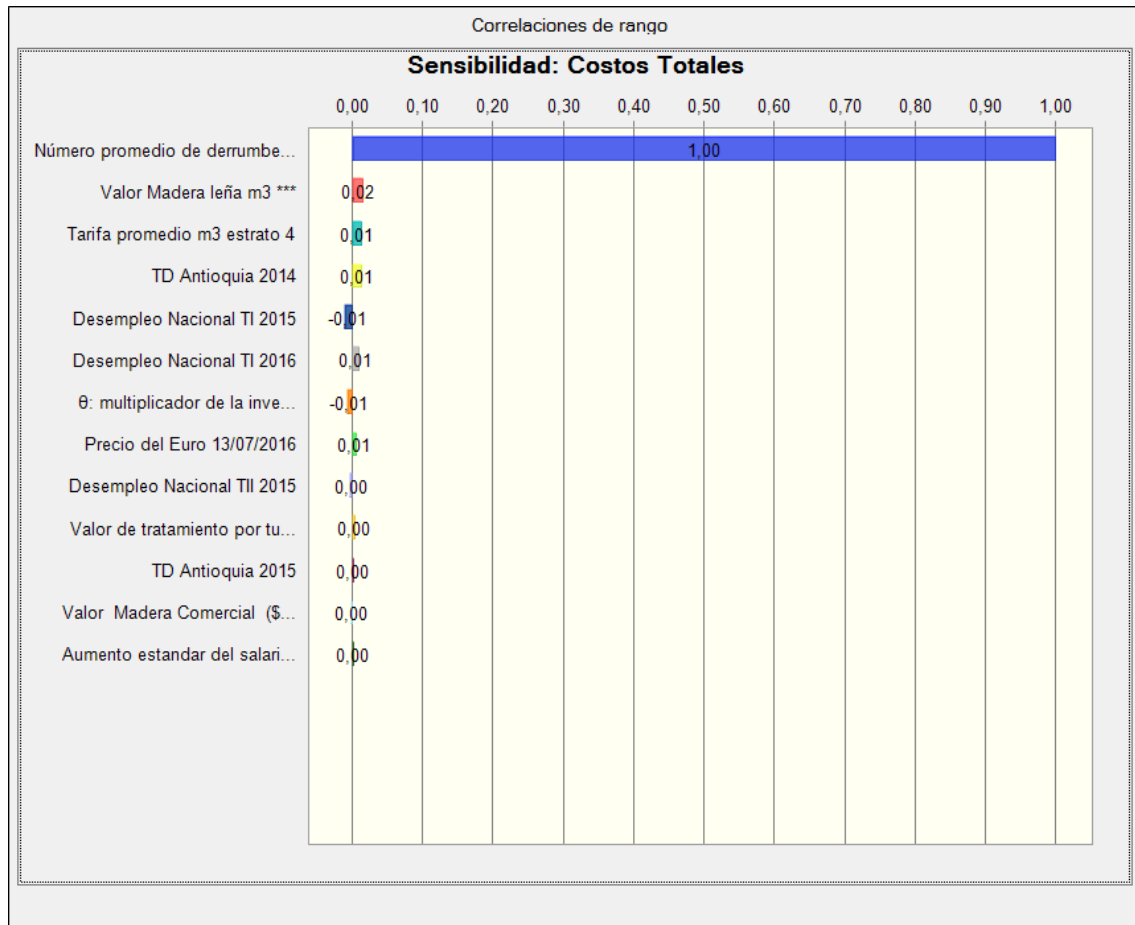 Correlaciones de rango
Sensibilidad: Costos Totales
0,00 0,10 0,20 0,30 0,40 0,50 0,60 0,70 0,80 0,90 1,00
Número promedio de derrumbe... 1,00
Valor Madera leña m3 *** 0,02
Tarifa promedio m3 estrato 4 0,01
TD Antioquia 2014 0,01
Desempleo Nacional TI 2015 -0,01
Desempleo Nacional TI 2016 0,01
θ: multiplicador de la inve... -0,01
Precio del Euro 13/07/2016 0,01
Desempleo Nacional TII 2015 0,00
Valor de tratamiento por tu... 0,00
TD Antioquia 2015 0,00
Valor Madera Comercial ($... 0,00
Aumento estandar del salari... 0,00